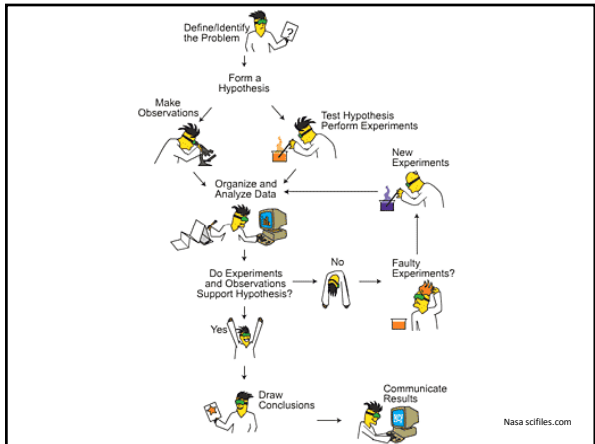 Define/Identify
the Problem
?
Form a
Hypothesis
Make
Observations
Test Hypothesis
Perform Experiments
New
Experiments
Organize and
Analyze Data
Do Experiments
and Observations
Support Hypothesis?
No
Faulty
Experiments?
Yes
Draw
Conclusions
Communicate
Results
Nasa scifiles.com